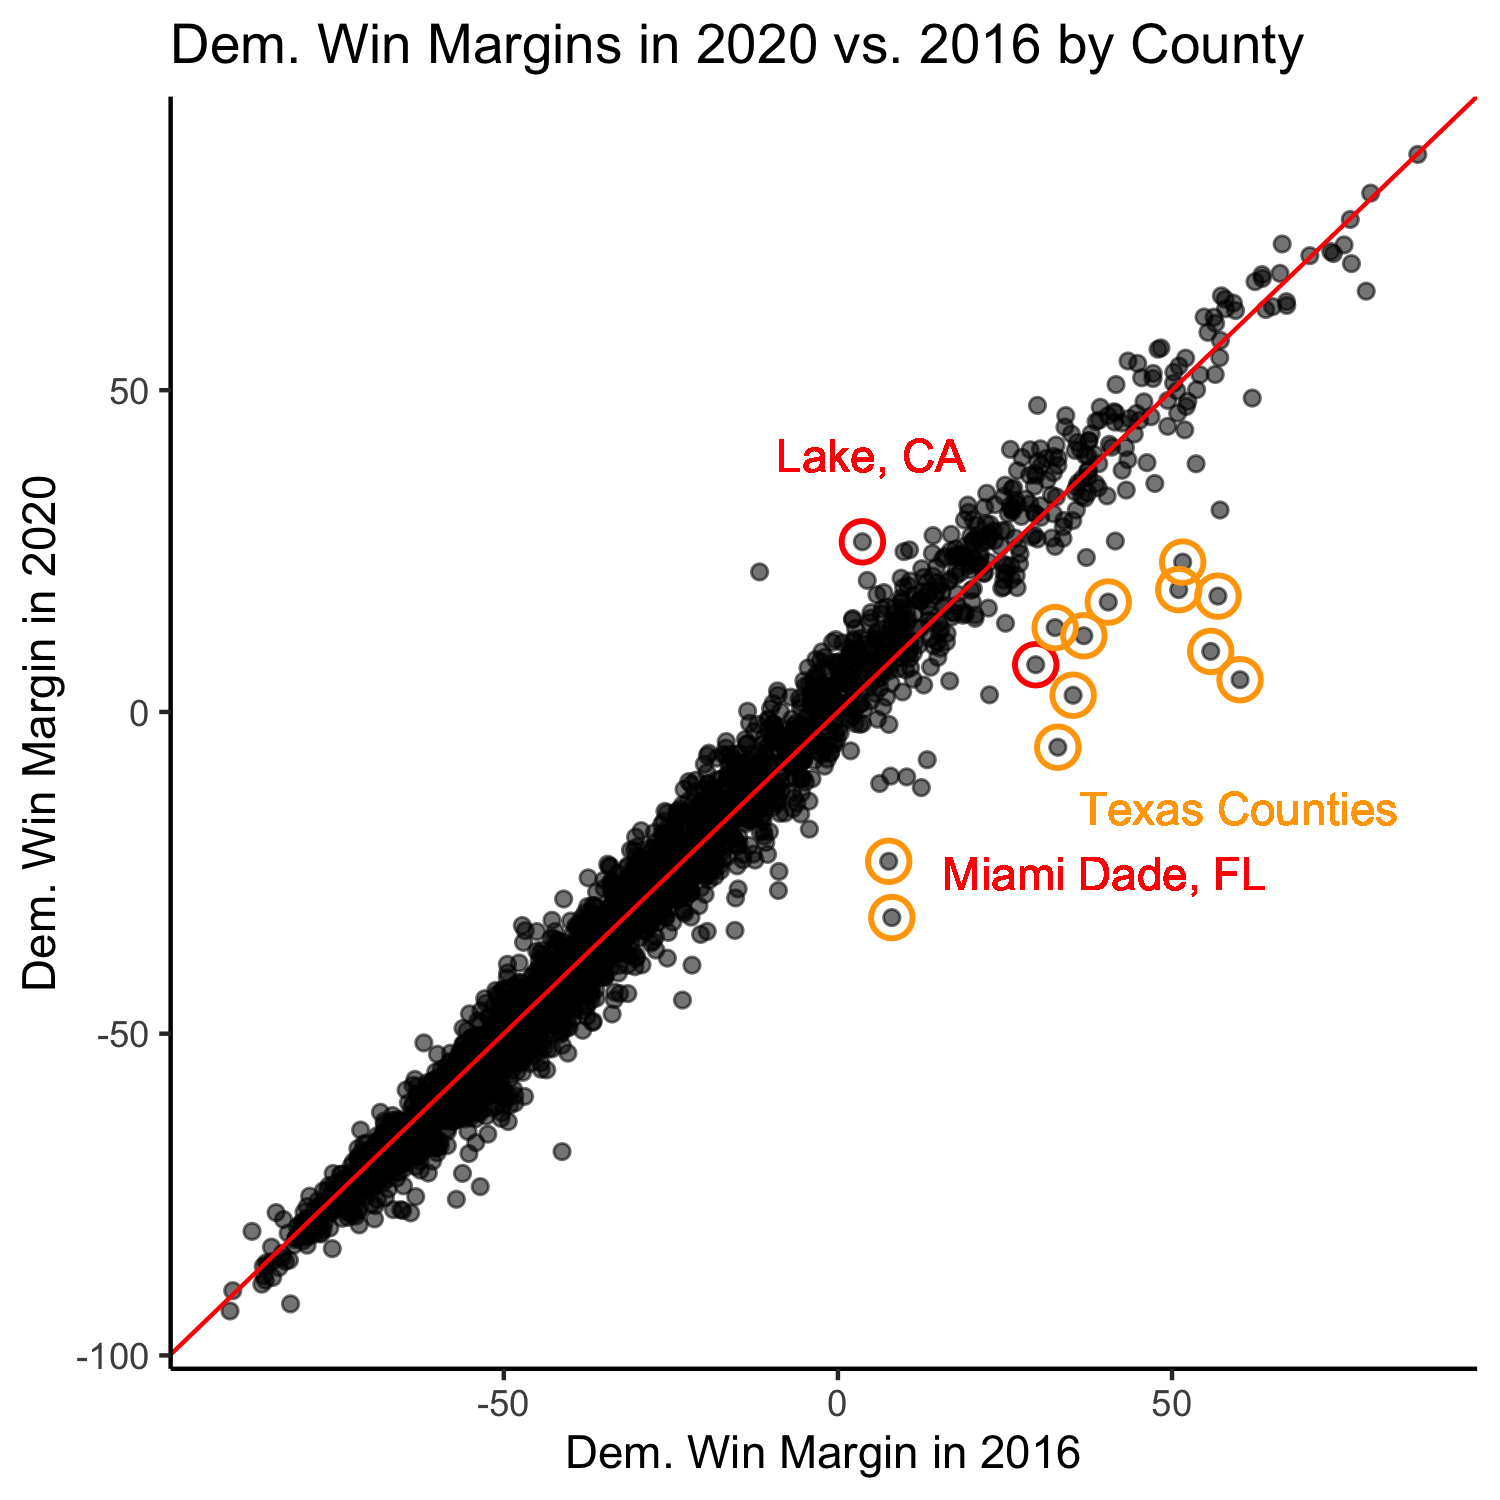 Dem. Win Margins in 2020 vs. 2016 by County
Dem. Win Margin in 2020
50
0
-50
-100
Lake, CA
Texas Counties
Miami Dade, FL
-50
0
50
Dem. Win Margin in 2016